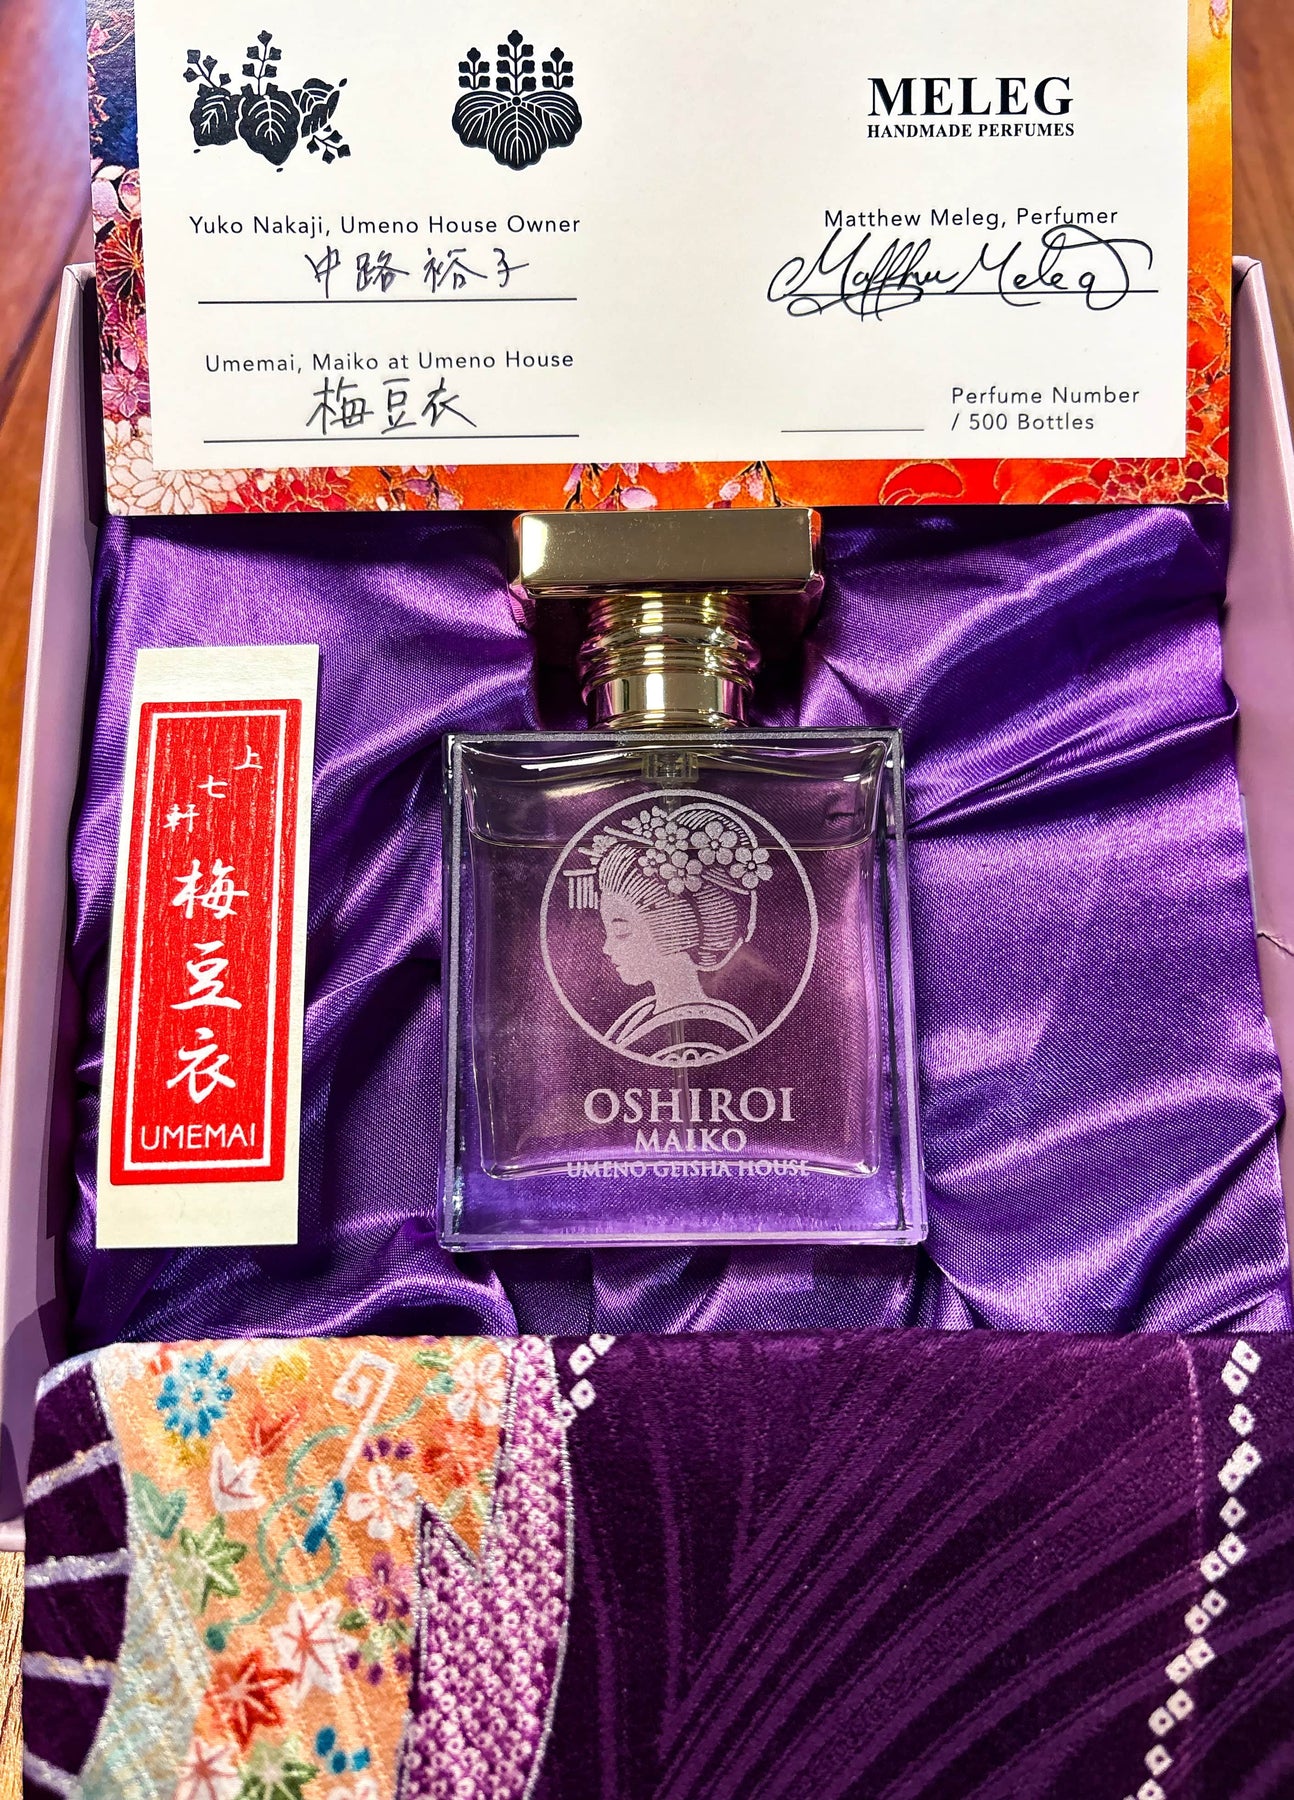 MELEG
HANDMADE PERFUMES
Yuko Nakaji, Umeno House Owner
中路裕子
Matthew Meleg, Perfumer
Matthew Meleg
Umemai, Maiko at Umeno House
梅豆衣
Perfume Number
/ 500 Bottles
上七軒
梅豆衣
UMEMAI
OSHIROI
MAIKO
UMENO GEISHA HOUSE